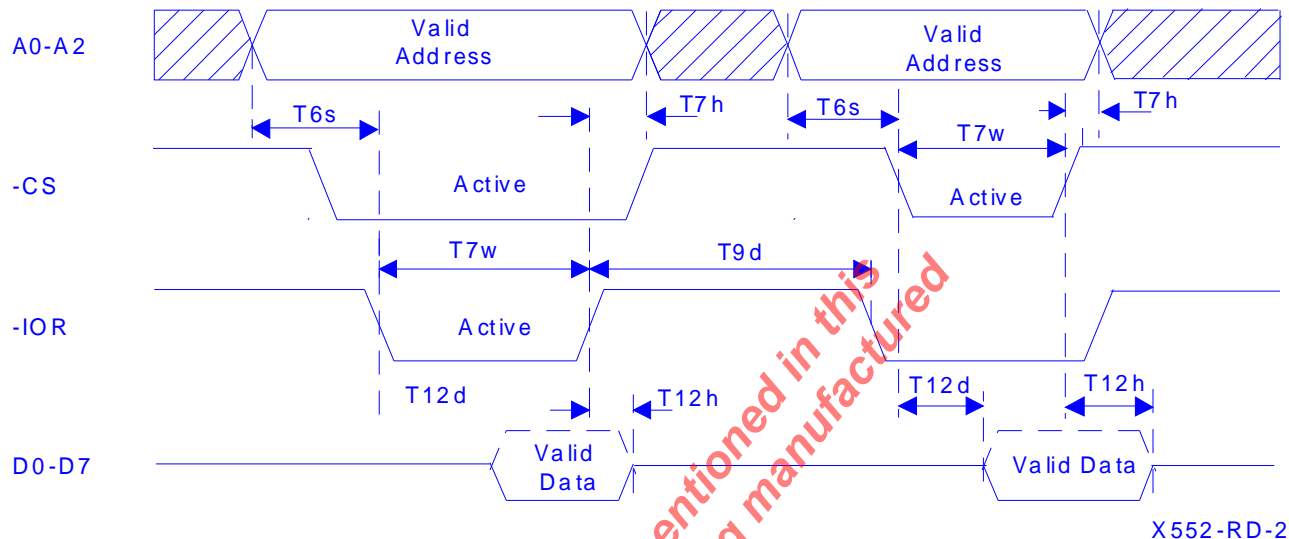 A0-A2
Valid
Address
Valid
Address
T6s
T7h
T6s
T7h
T7w
-CS
Active
Active
T7w
T9d
-IOR
Active
T12d
T12h
T12d
T12h
D0-D7
Valid
Data
Valid Data
mentioned in this
manufactured
X552-RD-2